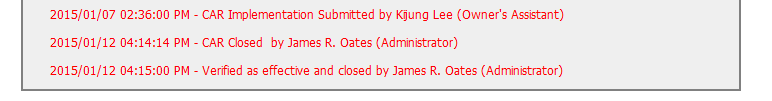 2015/01/07 02:36:00 PM - CAR Implementation Submitted by Kijung Lee (Owner's Assistant)
2015/01/12 04:14:14 PM - CAR Closed  by James R. Oates (Administrator)
2015/01/12 04:15:00 PM - Verified as effective and closed by James R. Oates (Administrator)